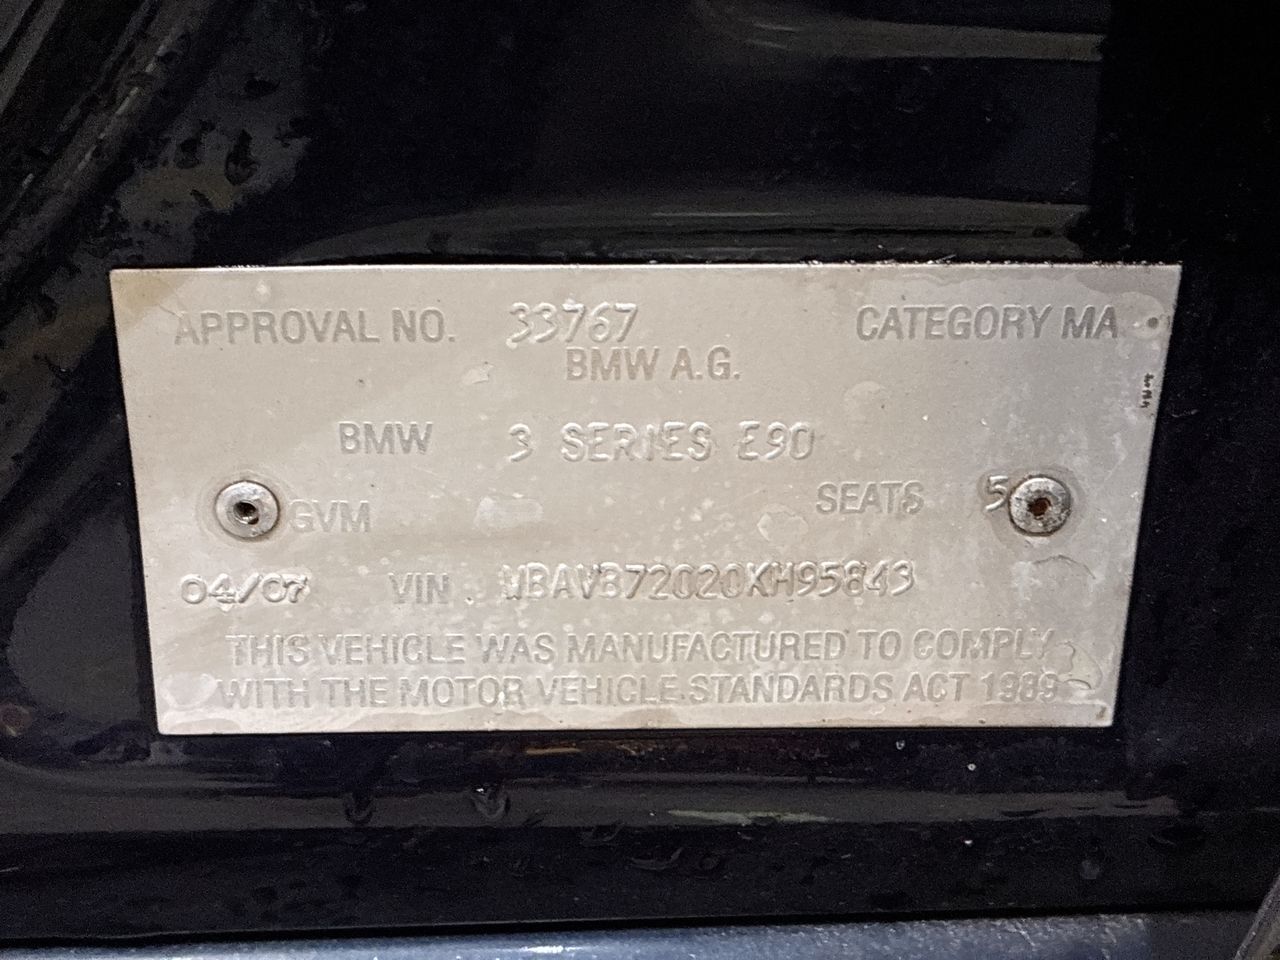 APPROVAL NO. 33767 CATEGORY MA
BMW A.G.
BMW 3 SERIES E90
GVM SEATS 5
04/07 VIN WBAVB72020KH95843
THIS VEHICLE WAS MANUFACTURED TO COMPLY
WITH THE MOTOR VEHICLE STANDARDS ACT 1989